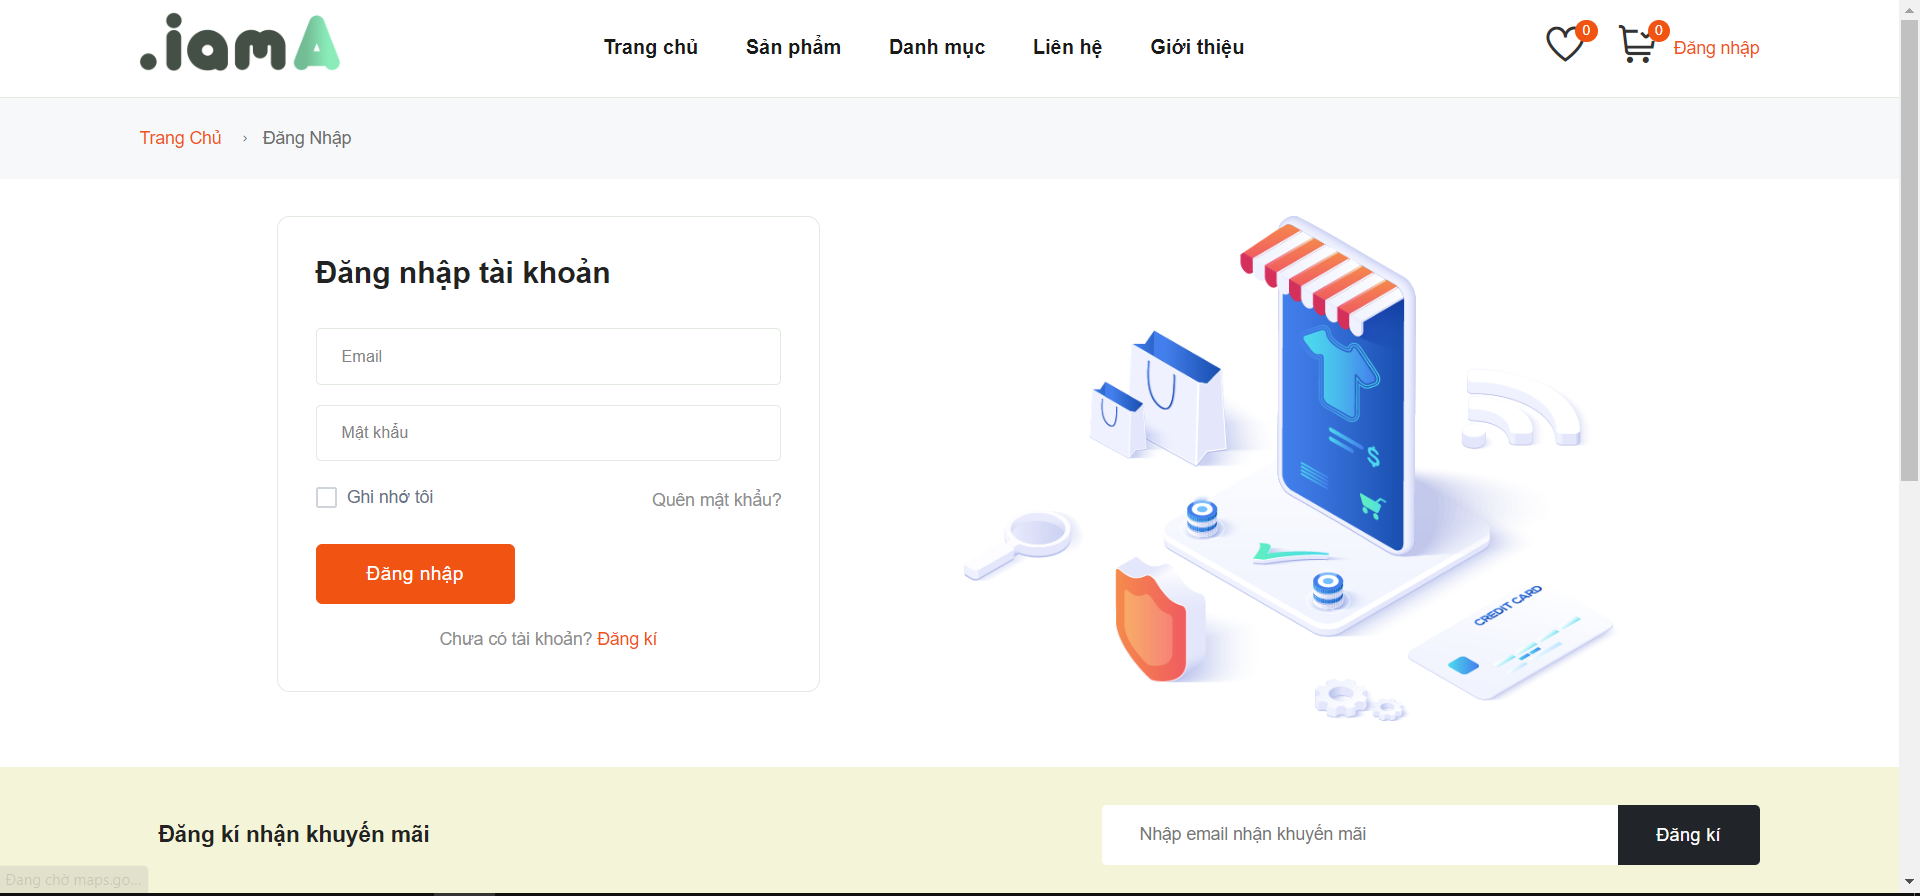 .iamA
Trang chủ Sản phẩm Danh mục Liên hệ Giới thiệu 0 0 Đăng nhập
Trang Chủ › Đăng Nhập
Đăng nhập tài khoản
Email
Mật khẩu
Ghi nhớ tôi Quên mật khẩu?
Đăng nhập
Chưa có tài khoản? Đăng kí
$
CREDIT CARD
Đăng kí nhận khuyến mãi Nhập email nhận khuyến mãi Đăng kí
Đang chờ maps.go...